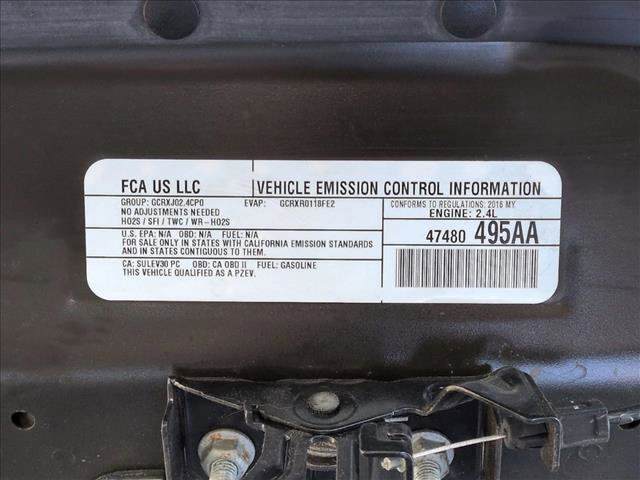 FCA US LLC VEHICLE EMISSION CONTROL INFORMATION
GROUP: GCRXJ02.4CP0 EVAP: GCRXR0118FE2
NO ADJUSTMENTS NEEDED
HO2S / SFI / TWC / WR-HO2S
CONFORMS TO REGULATIONS: 2016 MY
ENGINE: 2.4L
U.S. EPA: N/A OBD: N/A FUEL: N/A
FOR SALE ONLY IN STATES WITH CALIFORNIA EMISSION STANDARDS
AND IN STATES CONTIGUOUS TO THEM.
47480 495AA
CA: SULEV30 PC OBD: CA OBD II FUEL: GASOLINE
THIS VEHICLE QUALIFIED AS A PZEV.